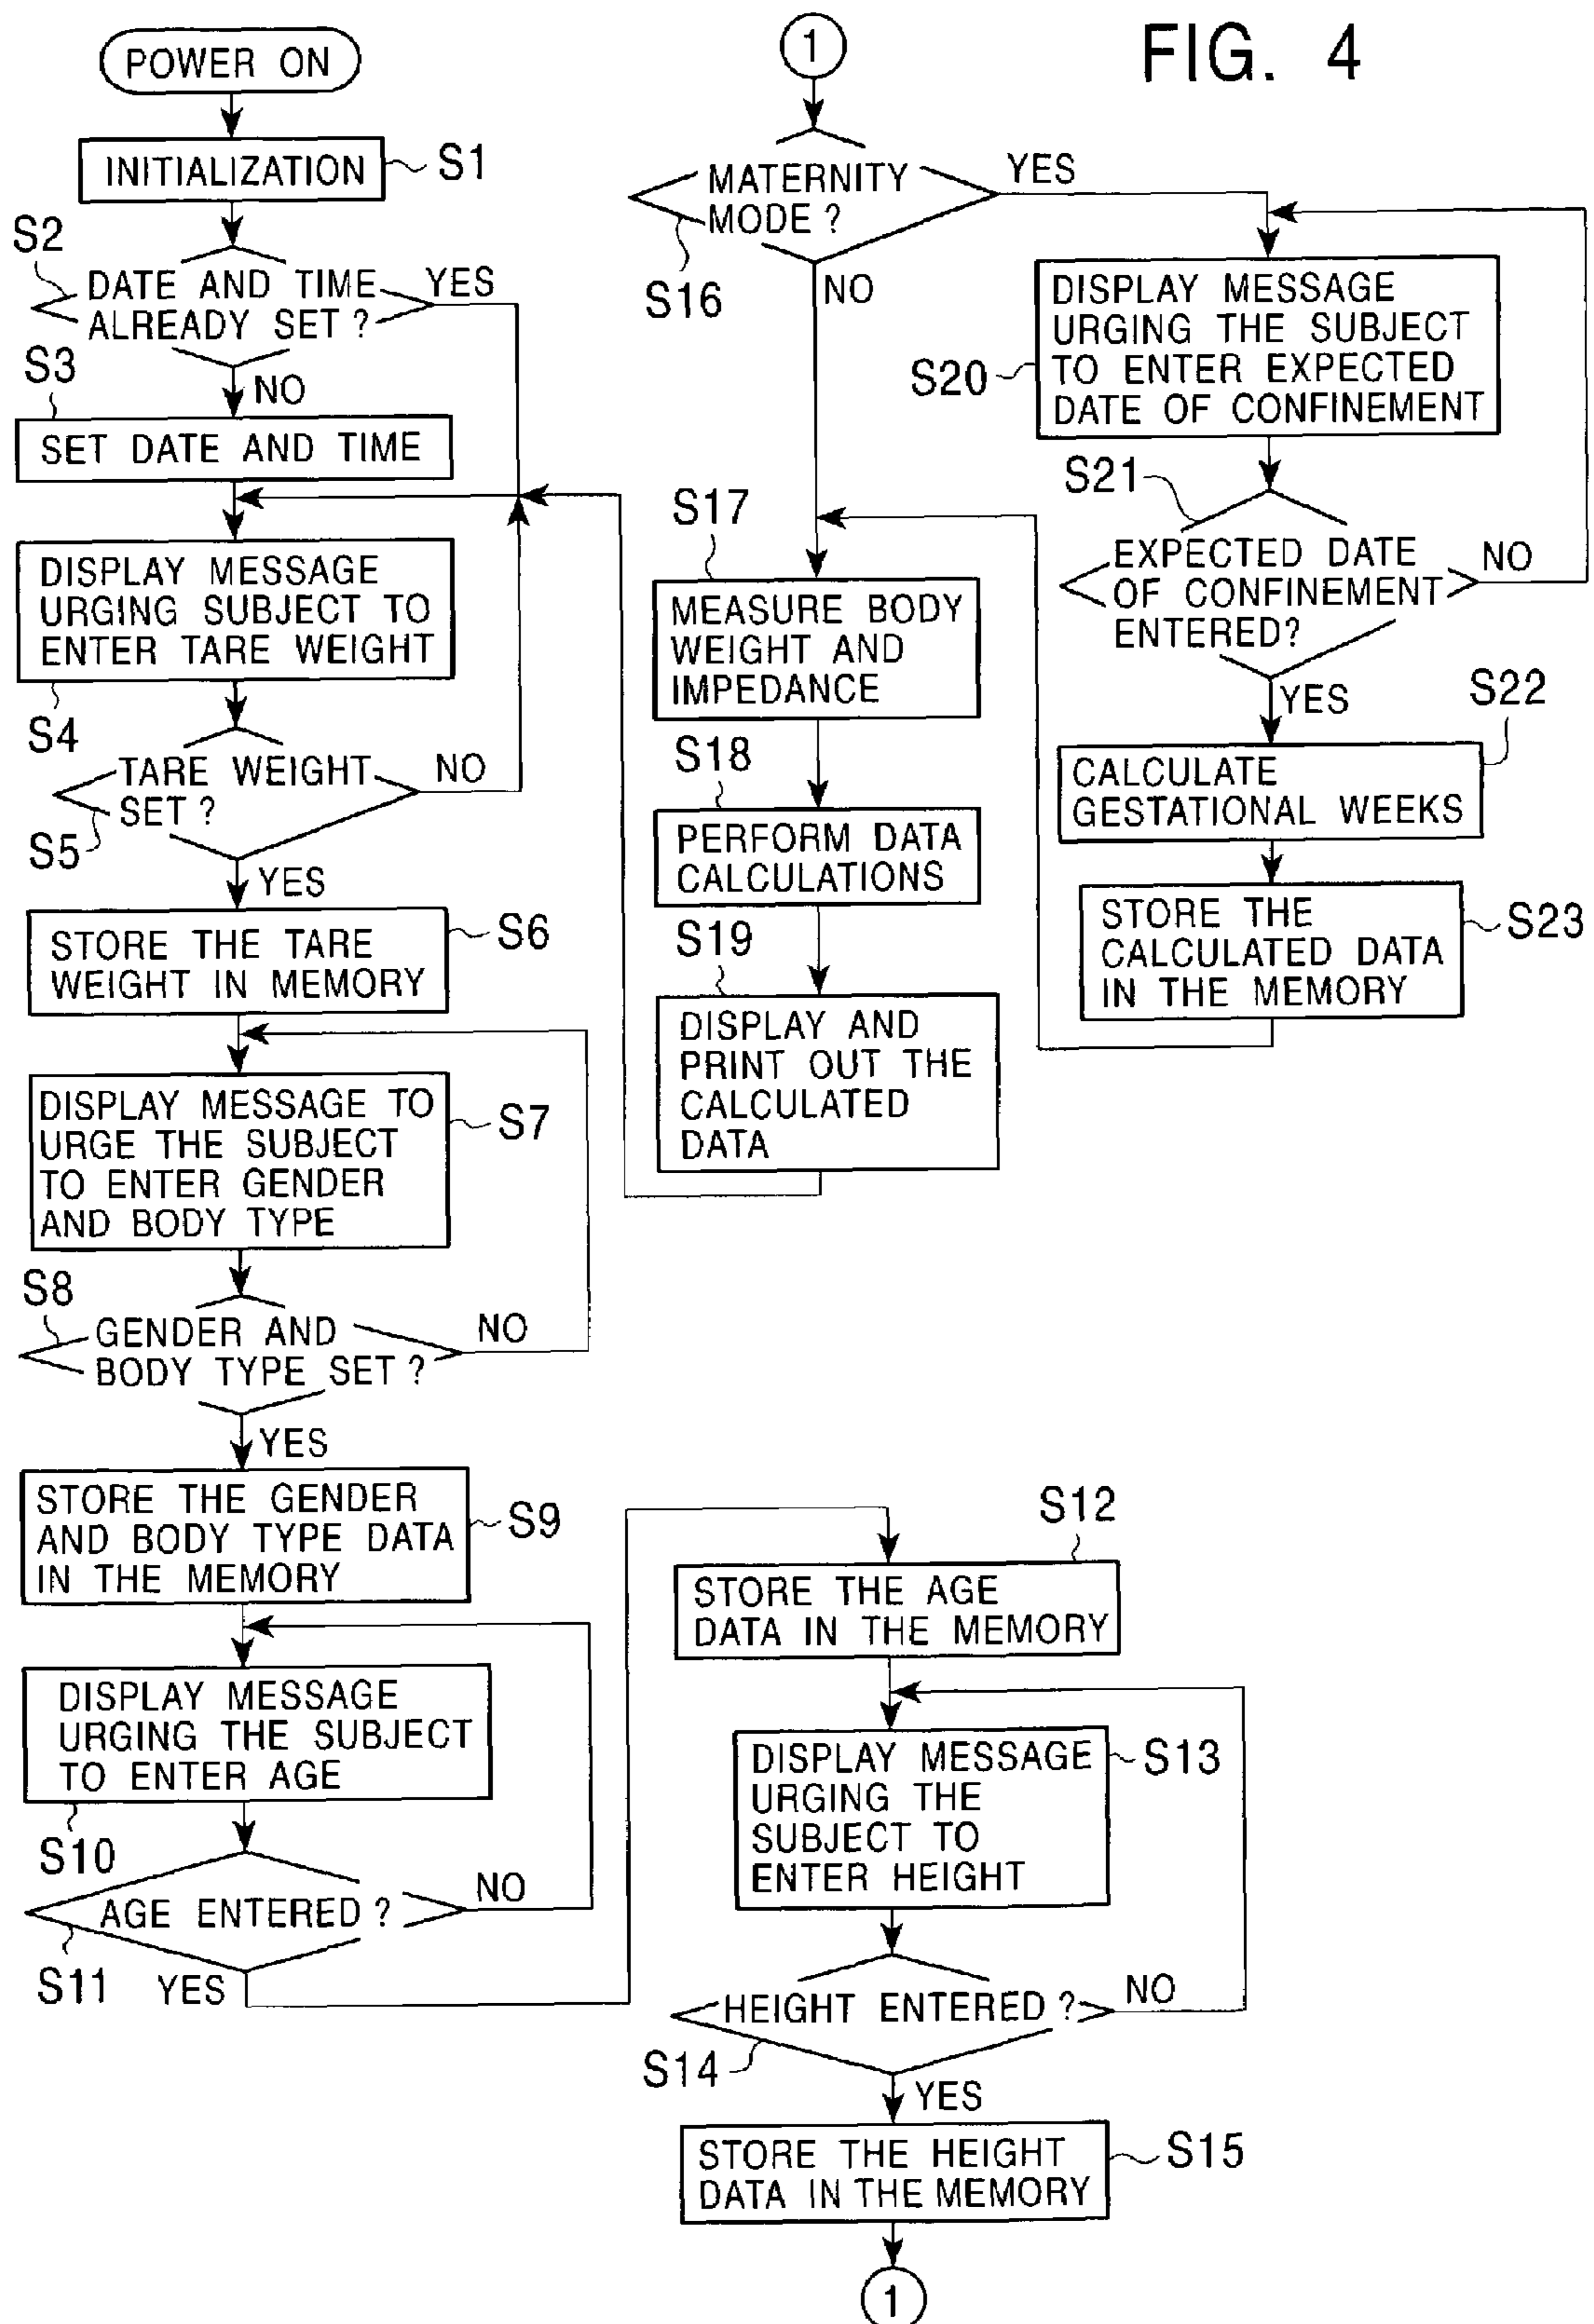 FIG. 4
POWER ON
INITIALIZATION
S1
S2
DATE AND TIME
ALREADY SET?
YES
NO
S3
SET DATE AND TIME
DISPLAY MESSAGE
URGING SUBJECT TO
ENTER TARE WEIGHT
S4
TARE WEIGHT
SET?
NO
S5
YES
STORE THE TARE
WEIGHT IN MEMORY
S6
DISPLAY MESSAGE TO
URGE THE SUBJECT
TO ENTER GENDER
AND BODY TYPE
S7
S8
GENDER AND
BODY TYPE SET?
NO
YES
STORE THE GENDER
AND BODY TYPE DATA
IN THE MEMORY
S9
DISPLAY MESSAGE
URGING THE SUBJECT
TO ENTER AGE
S10
AGE ENTERED?
NO
S11
YES
S12
STORE THE AGE
DATA IN THE MEMORY
DISPLAY MESSAGE
URGING THE
SUBJECT TO
ENTER HEIGHT
S13
HEIGHT ENTERED?
NO
S14
YES
STORE THE HEIGHT
DATA IN THE MEMORY
S15
1
1
MATERNITY
MODE?
YES
S16
NO
S17
MEASURE BODY
WEIGHT AND
IMPEDANCE
S18
PERFORM DATA
CALCULATIONS
S19
DISPLAY AND
PRINT OUT THE
CALCULATED
DATA
DISPLAY MESSAGE
URGING THE SUBJECT
TO ENTER EXPECTED
DATE OF CONFINEMENT
S20
S21
EXPECTED DATE
OF CONFINEMENT
ENTERED?
NO
YES
S22
CALCULATE
GESTATIONAL WEEKS
STORE THE
CALCULATED DATA
IN THE MEMORY
S23